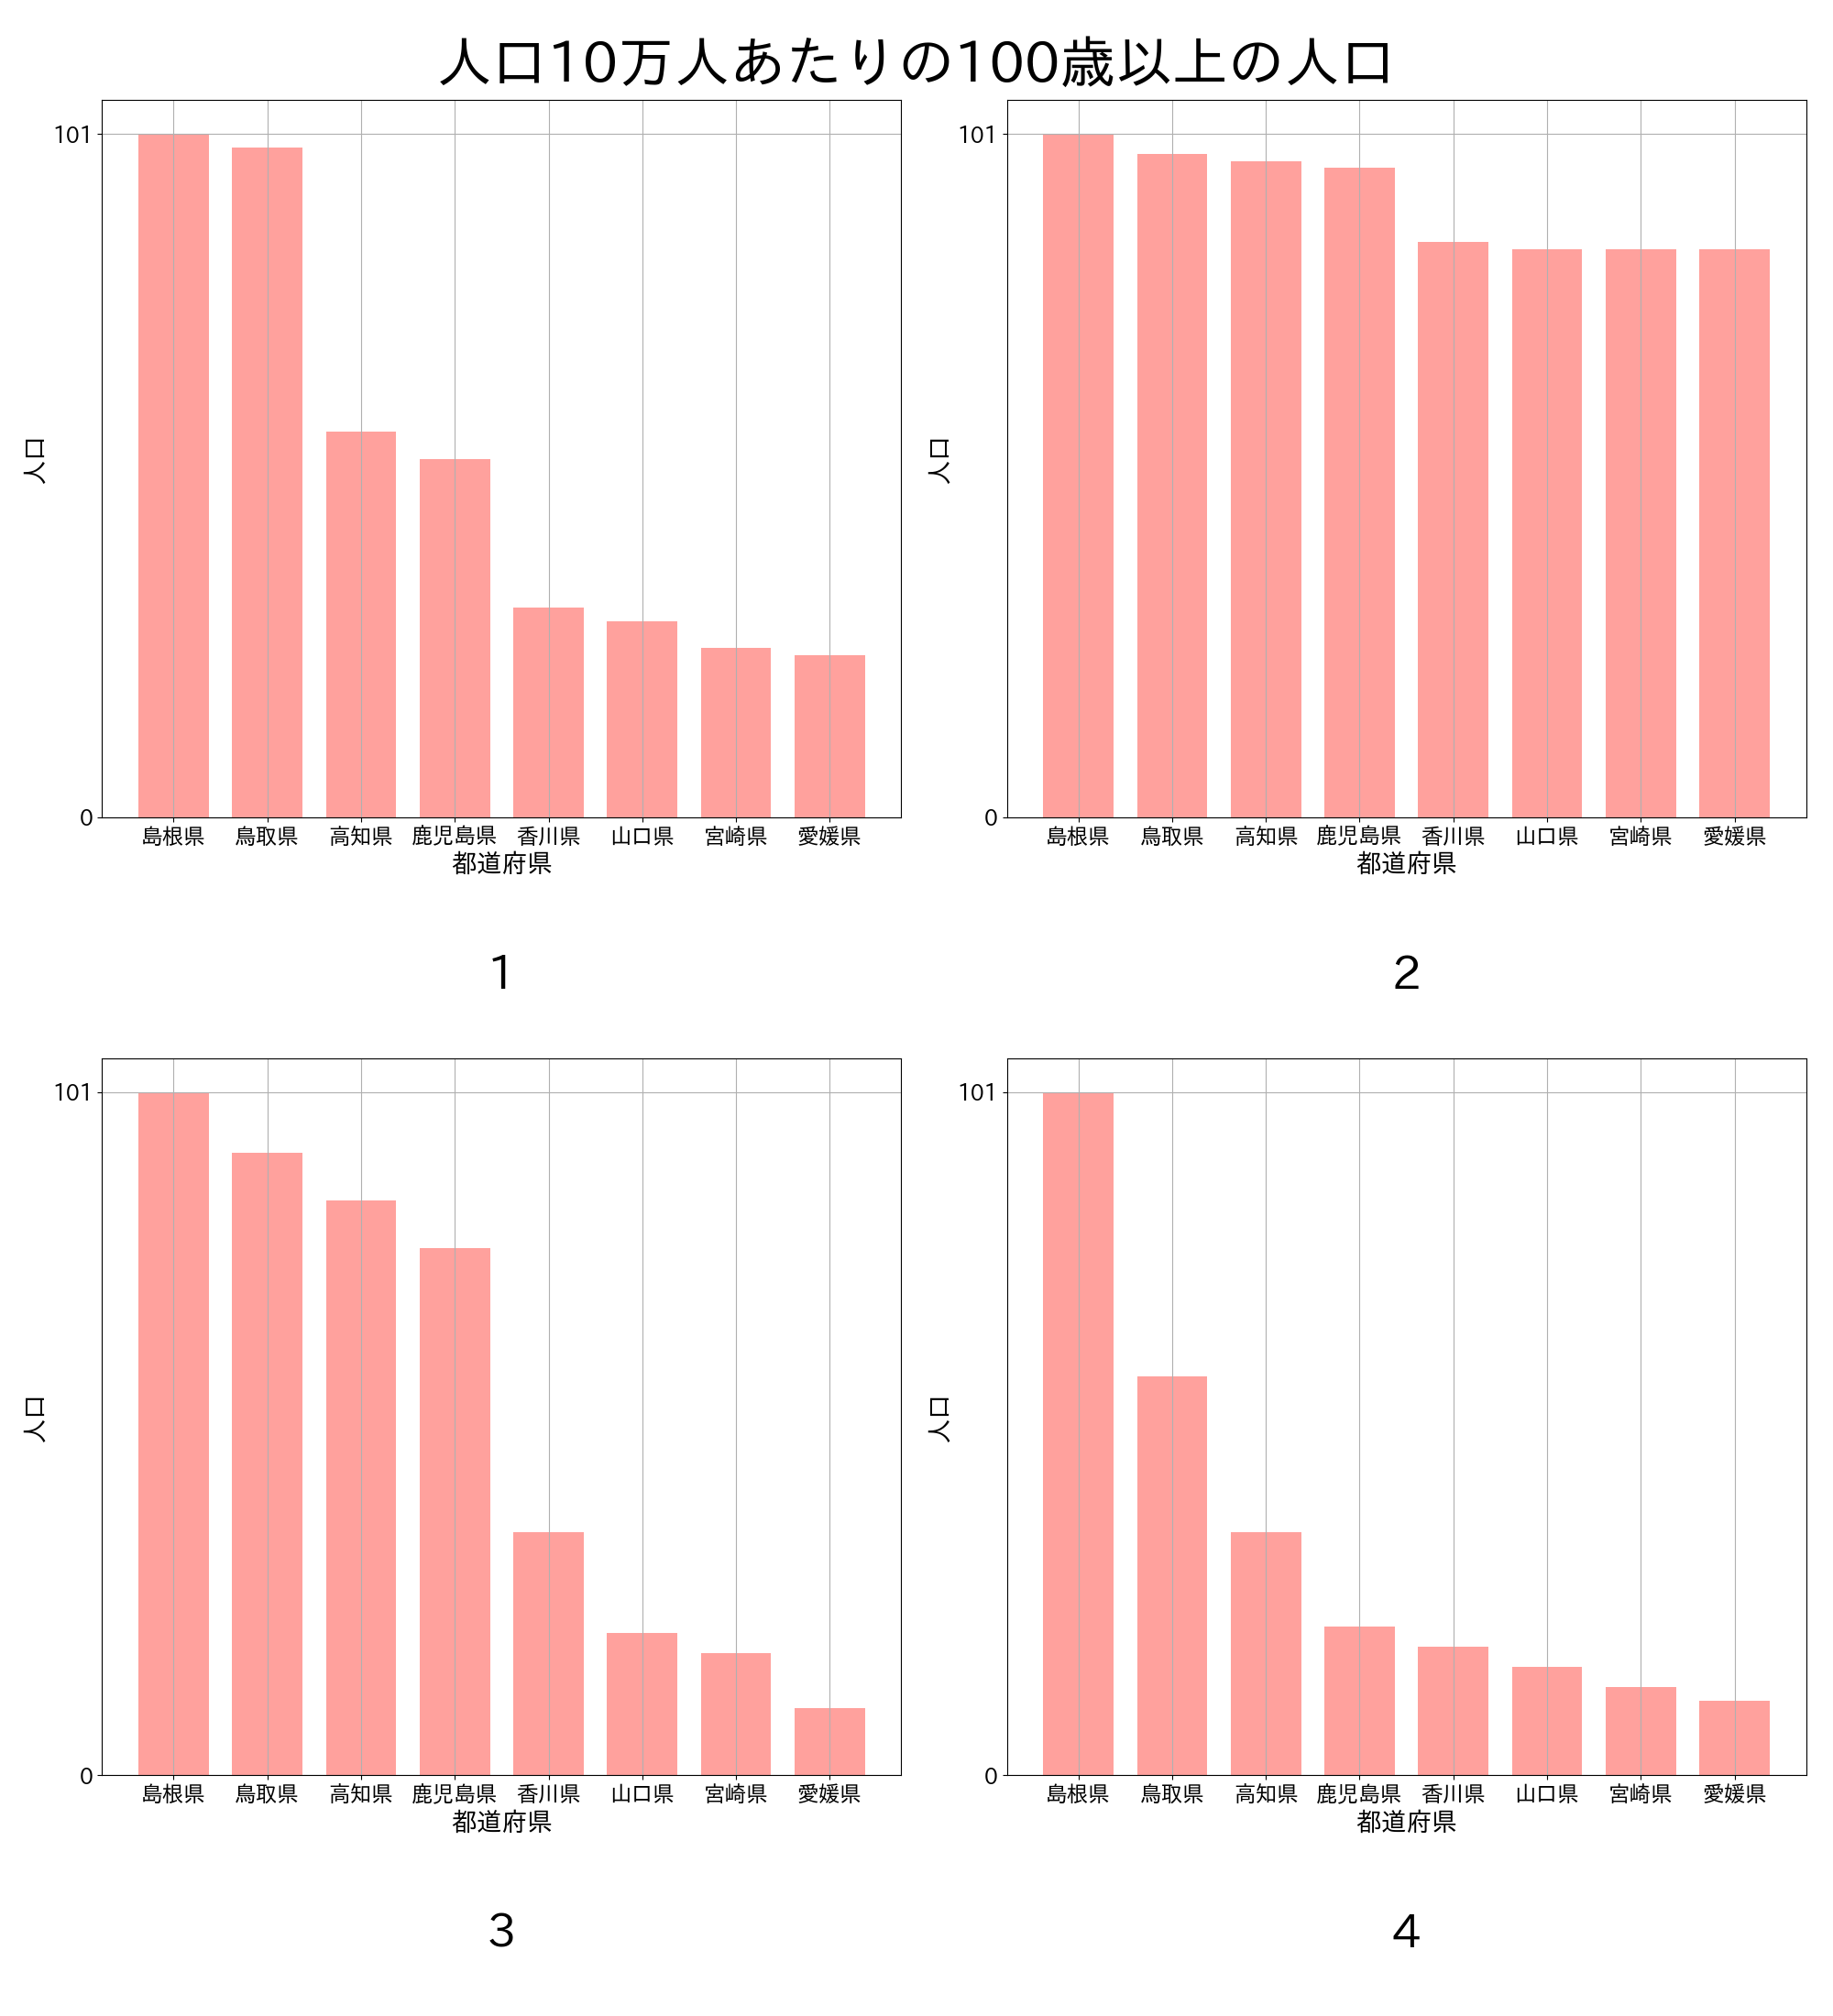 人口10万人あたりの100歳以上の人口
101
0
人口
島根県 鳥取県 高知県 鹿児島県 香川県 山口県 宮崎県 愛媛県
都道府県
1
101
0
人口
島根県 鳥取県 高知県 鹿児島県 香川県 山口県 宮崎県 愛媛県
都道府県
2
101
0
人口
島根県 鳥取県 高知県 鹿児島県 香川県 山口県 宮崎県 愛媛県
都道府県
3
101
0
人口
島根県 鳥取県 高知県 鹿児島県 香川県 山口県 宮崎県 愛媛県
都道府県
4